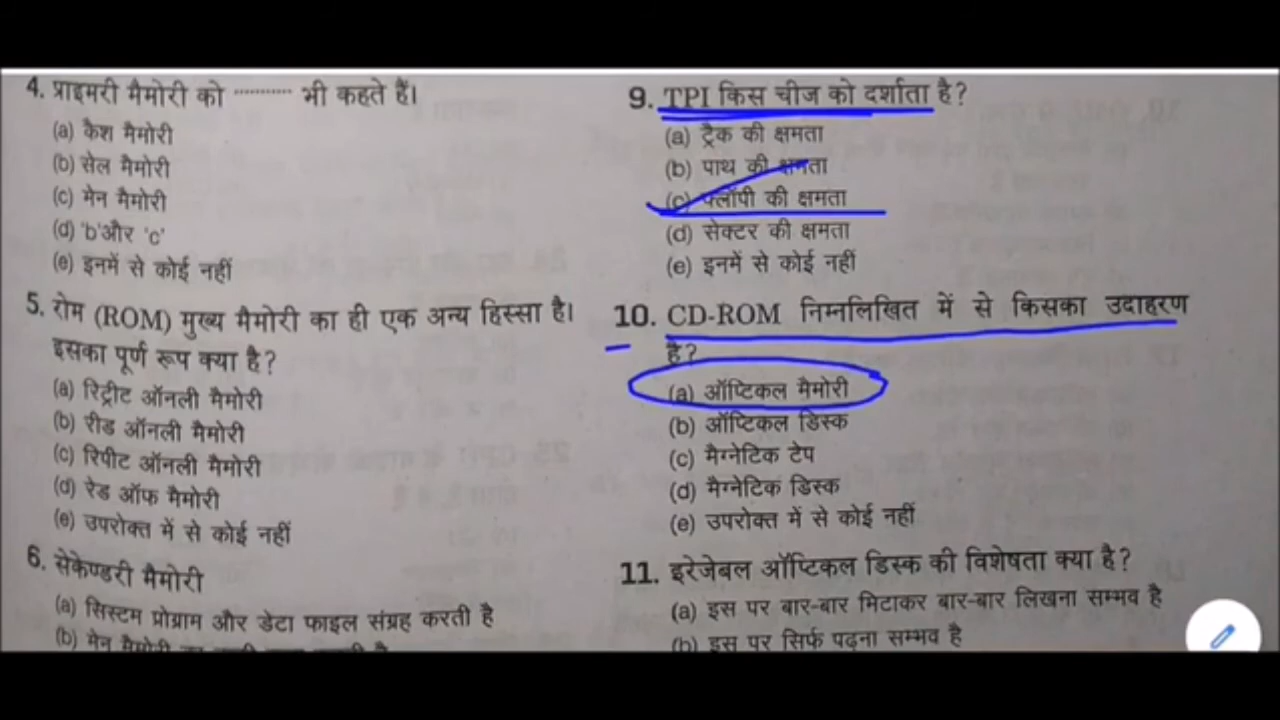 4. प्राइमरी मैमोरी को ............ भी कहते हैं।
(a) कैश मैमोरी
(b) सेल मैमोरी
(c) मेन मैमोरी
(d) 'b'और 'c'
(e) इनमें से कोई नहीं
5. रोम (ROM) मुख्य मैमोरी का ही एक अन्य हिस्सा है।
इसका पूर्ण रूप क्या है?
(a) रिट्रीट ऑनली मैमोरी
(b) रीड ऑनली मैमोरी
(c) रिपीट ऑनली मैमोरी
(d) रेड ऑफ मैमोरी
(e) उपरोक्त में से कोई नहीं
6. सेकेण्डरी मैमोरी
(a) सिस्टम प्रोग्राम और डेटा फाइल संग्रह करती है
(b) मेन मैमोरी
9. TPI किस चीज को दर्शाता है?
(a) ट्रैक की क्षमता
(b) पाथ की क्षमता
(c) फ्लॉपी की क्षमता
(d) सेक्टर की क्षमता
(e) इनमें से कोई नहीं
10. CD-ROM निम्नलिखित में से किसका उदाहरण
है?
(a) ऑप्टिकल मैमोरी
(b) ऑप्टिकल डिस्क
(c) मैग्नेटिक टेप
(d) मैग्नेटिक डिस्क
(e) उपरोक्त में से कोई नहीं
11. इरेजेबल ऑप्टिकल डिस्क की विशेषता क्या है?
(a) इस पर बार-बार मिटाकर बार-बार लिखना सम्भव है
(b) इस पर सिर्फ पढ़ना सम्भव है